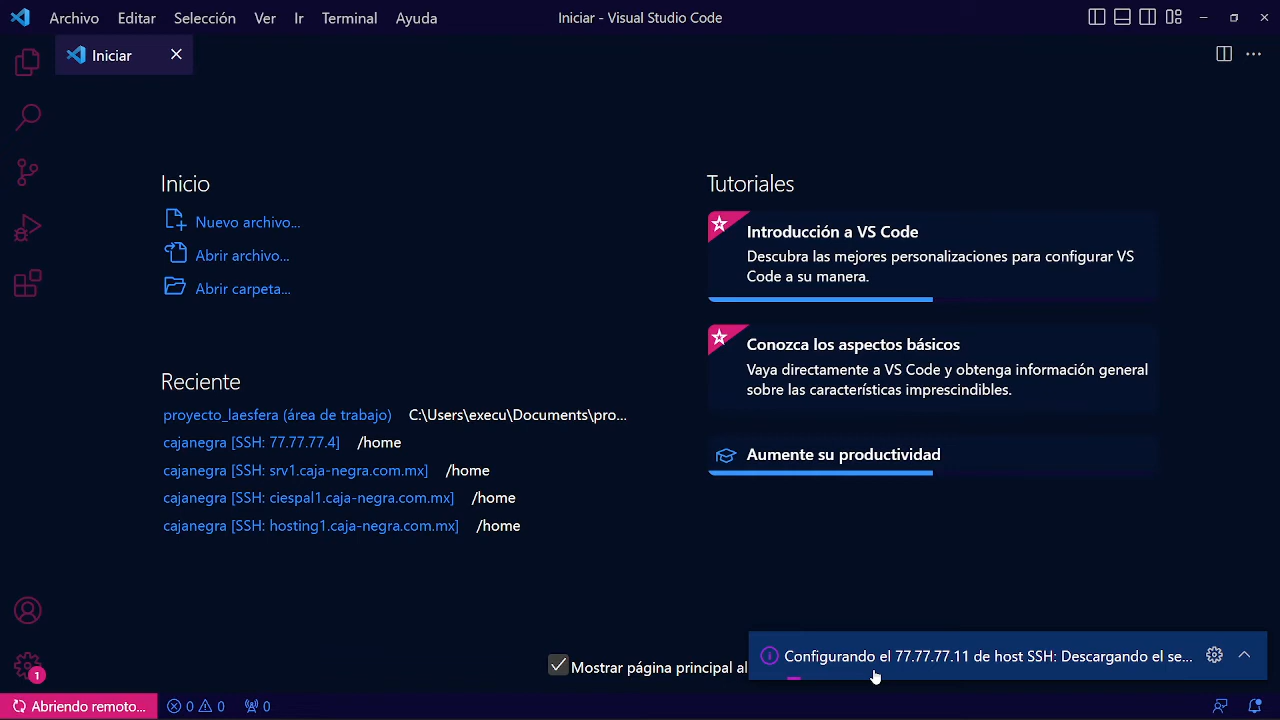 Archivo Editar Selección Ver Ir Terminal Ayuda Iniciar - Visual Studio Code
Iniciar
Inicio
Nuevo archivo...
Abrir archivo...
Abrir carpeta...
Reciente
proyecto_laesfera (área de trabajo) C:\Users\execu\Documents\pro...
cajanegra [SSH: 77.77.77.4] /home
cajanegra [SSH: srv1.caja-negra.com.mx] /home
cajanegra [SSH: ciespal1.caja-negra.com.mx] /home
cajanegra [SSH: hosting1.caja-negra.com.mx] /home
Tutoriales
Introducción a VS Code
Descubra las mejores personalizaciones para configurar VS
Code a su manera.
Conozca los aspectos básicos
Vaya directamente a VS Code y obtenga información general
sobre las características imprescindibles.
Aumente su productividad
Mostrar página principal al
Configurando el 77.77.77.11 de host SSH: Descargando el se...
1
Abriendo remoto... 0 0 0